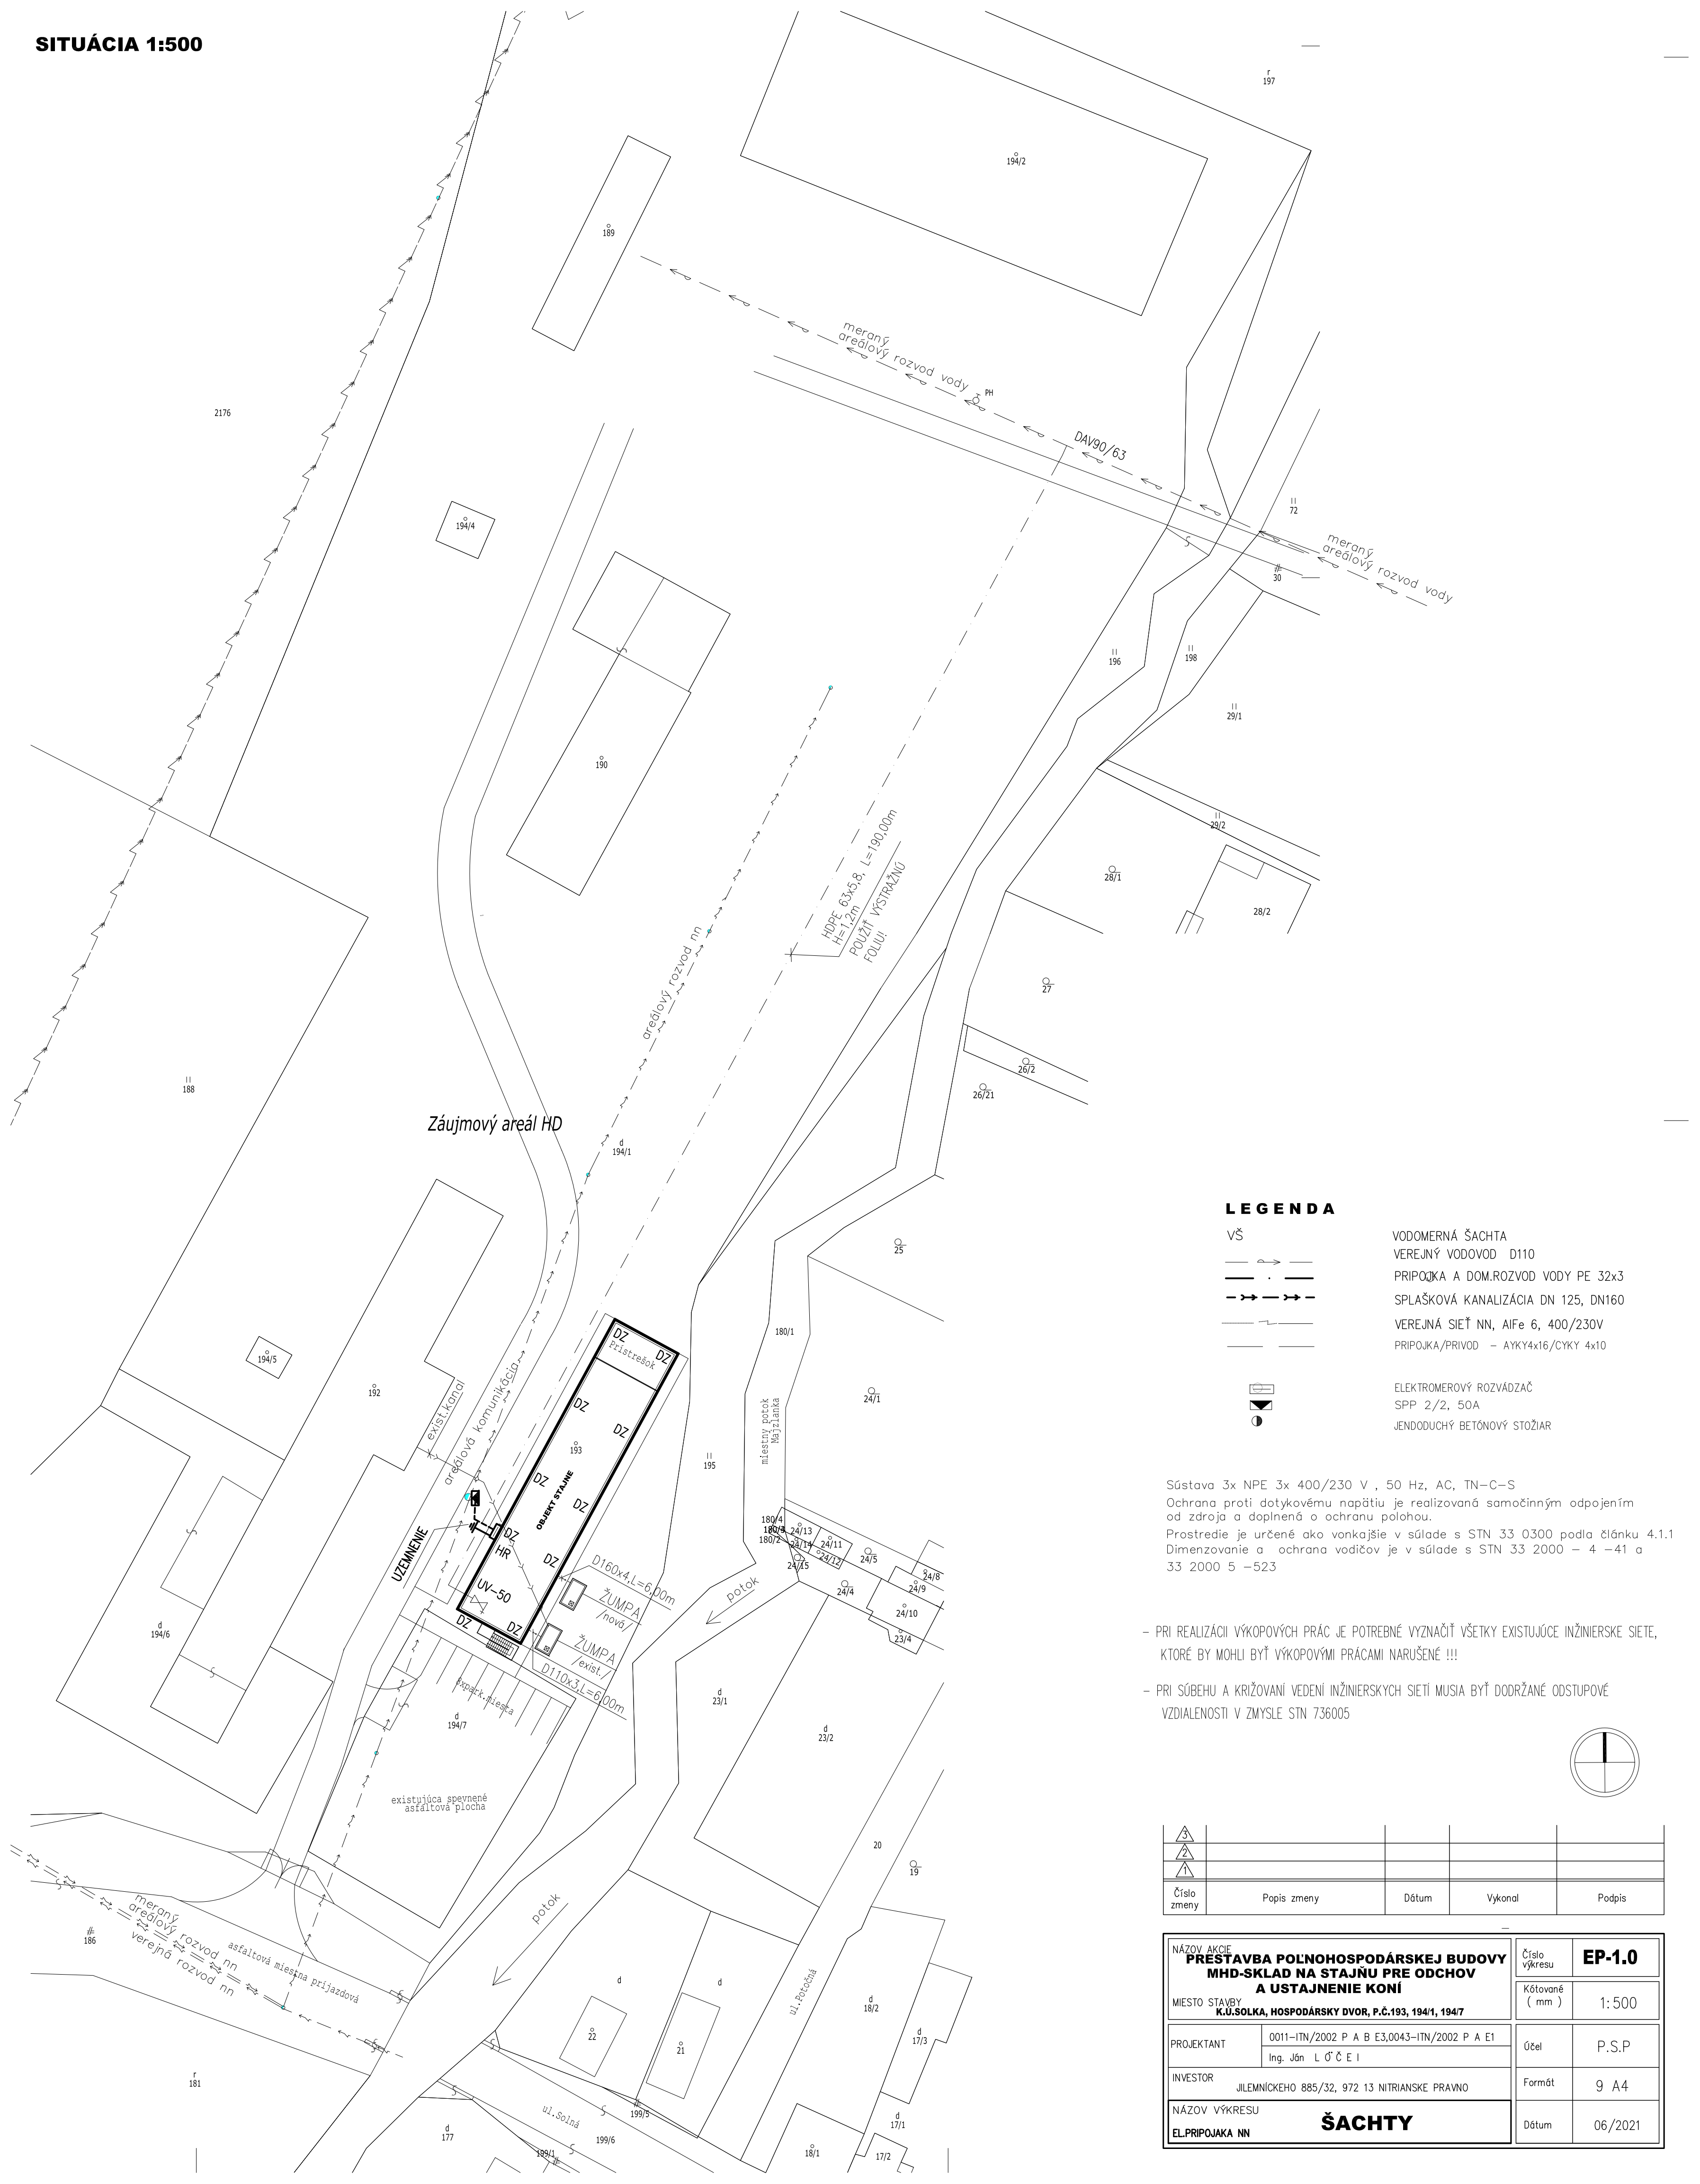 SITUÁCIA 1:500
r
197
194/2
189
meraný
areálový rozvod vody
PH
DAV90/63
2176
72
meraný
areálový rozvod vody
30
194/4
196
198
29/1
190
29/2
28/1
28/2
HDPE 63x5,8, L=190,00m
H=1,2m
POUŽIŤ VÝSTRAŽNÚ
FOLIU!
areálový rozvod nn
27
26/2
26/21
188
Záujmový areál HD
d
194/1
25
180/1
194/5
192
exist.kanal
areálová komunikácia
DZ
Prístrešok
DZ
DZ
193
DZ
DZ
OBJEKT STAJNE
DZ
DZ
HR
DZ
UV-50
DZ
DZ
UZEMNENIE
195
miestny potok
Majzlanka
24/1
180/4
180/2
24/13
24/14
24/15
24/11
24/12
24/5
24/4
24/8
24/9
24/10
23/4
D160x4,L=6,00m
ŽUMPA
/nová/
ŽUMPA
/exist./
D110x3,L=6,00m
potok
d
194/6
d
194/7
existujúca spevnené
asfaltová plocha
d
23/1
d
23/2
20
19
potok
meraný
areálový rozvod nn
verejná rozvod nn
asfaltová miestna príjazdová
186
r
181
d
22
d
21
ul.Potočná
d
18/2
d
17/3
d
17/1
17/2
18/1
ul.Solná
199/5
199/6
199/1
d
177
LEGENDA
VŠ VODOMERNÁ ŠACHTA
VEREJNÝ VODOVOD D110
PRIPOJKA A DOM.ROZVOD VODY PE 32x3
SPLAŠKOVÁ KANALIZÁCIA DN 125, DN160
VEREJNÁ SIEŤ NN, AlFe 6, 400/230V
PRIPOJKA/PRIVOD - AYKY4x16/CYKY 4x10
ELEKTROMEROVÝ ROZVÁDZAČ
SPP 2/2, 50A
JENDODUCHÝ BETÓNOVÝ STOŽIAR
Sústava 3x NPE 3x 400/230 V , 50 Hz, AC, TN-C-S
Ochrana proti dotykovému napätiu je realizovaná samočinným odpojením
od zdroja a doplnená o ochranu polohou.
Prostredie je určené ako vonkajšie v súlade s STN 33 0300 podla článku 4.1.1
Dimenzovanie a ochrana vodičov je v súlade s STN 33 2000 - 4 -41 a
33 2000 5 -523
- PRI REALIZÁCII VÝKOPOVÝCH PRÁC JE POTREBNÉ VYZNAČIŤ VŠETKY EXISTUJÚCE INŽINIERSKE SIETE,
KTORÉ BY MOHLI BYŤ VÝKOPOVÝMI PRÁCAMI NARUŠENÉ !!!
- PRI SÚBEHU A KRIŽOVANÍ VEDENÍ INŽINIERSKYCH SIETÍ MUSIA BYŤ DODRŽANÉ ODSTUPOVÉ
VZDIALENOSTI V ZMYSLE STN 736005
3
2
1
Číslo
zmeny
Popis zmeny
Dátum
Vykonal
Podpis
NÁZOV AKCIE
PRESTAVBA POĽNOHOSPODÁRSKEJ BUDOVY
MHD-SKLAD NA STAJŇU PRE ODCHOV
A USTAJNENIE KONÍ
MIESTO STAVBY
K.Ú.SOLKA, HOSPODÁRSKY DVOR, P.Č.193, 194/1, 194/7
Číslo
výkresu
EP-1.0
Kótované
( mm )
1:500
PROJEKTANT
0011-ITN/2002 P A B E3,0043-ITN/2002 P A E1
Ing. Ján
Účel
P.S.P
INVESTOR
JILEMNÍCKEHO 885/32, 972 13 NITRIANSKE PRAVNO
Formát
9 A4
NÁZOV VÝKRESU
EL.PRIPOJAKA NN
ŠACHTY
Dátum
06/2021